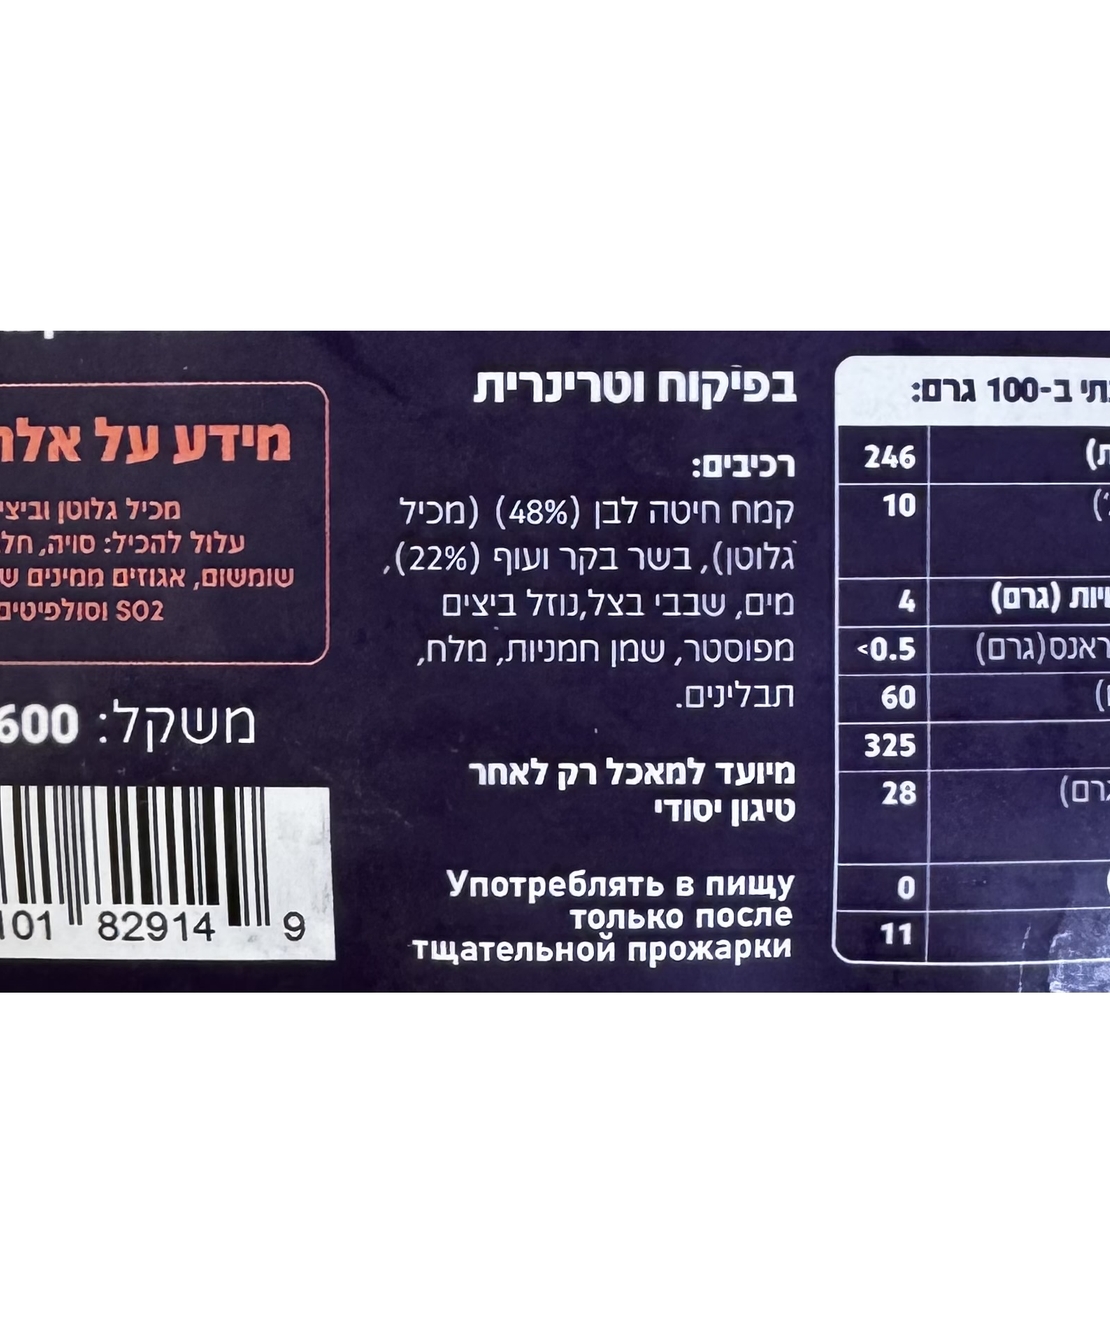 ב-100 גרם:
246
10
(גרם) 4
(גרם) <0.5
60
325
גרם) 28
0
11
בפיקוח וטרינרית
רכיבים:
קמח חיטה לבן (48%) (מכיל
גלוטן), בשר בקר ועוף (22%),
מים, שבבי בצל,נוזל ביצים
מפוסטר, שמן חמניות, מלח,
תבלינים.
מיועד למאכל רק לאחר
טיגון יסודי
Употреблять в пищу
только после
тщательной прожарки
מידע על
מכיל גלוטן
עלול להכיל: סויה,
שומשום, אגוזים ממינים
SO2 וסולפיטים
משקל: 600
101 82914 9